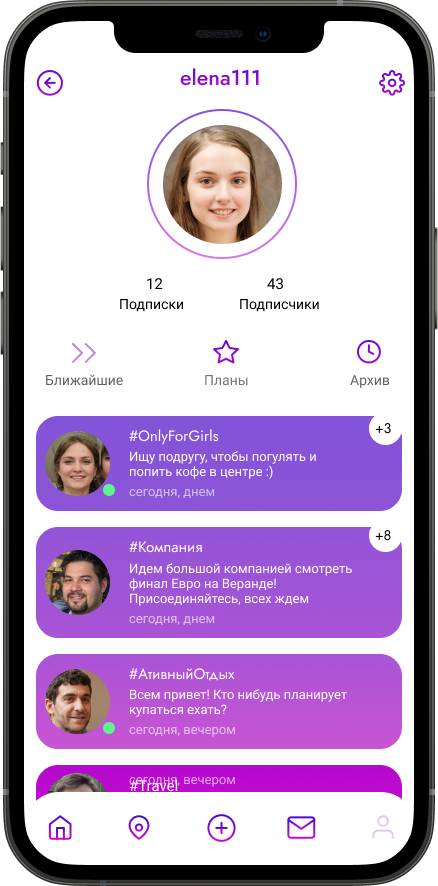 elena111
12
43
Подписки
Подписчики
Ближайшие
Планы
Архив
+3
#OnlyForGirls
Ищу подругу, чтобы погулять и
попить кофе в центре :)
сегодня, днем
+8
#Компания
Идем большой компанией смотреть
финал Евро на Веранде!
Присоединяйтесь, всех ждем
сегодня, днем
#АтивныйОтдых
Всем привет! Кто нибудь планирует
купаться ехать?
сегодня, вечером
сегодня, вечером
#Travel